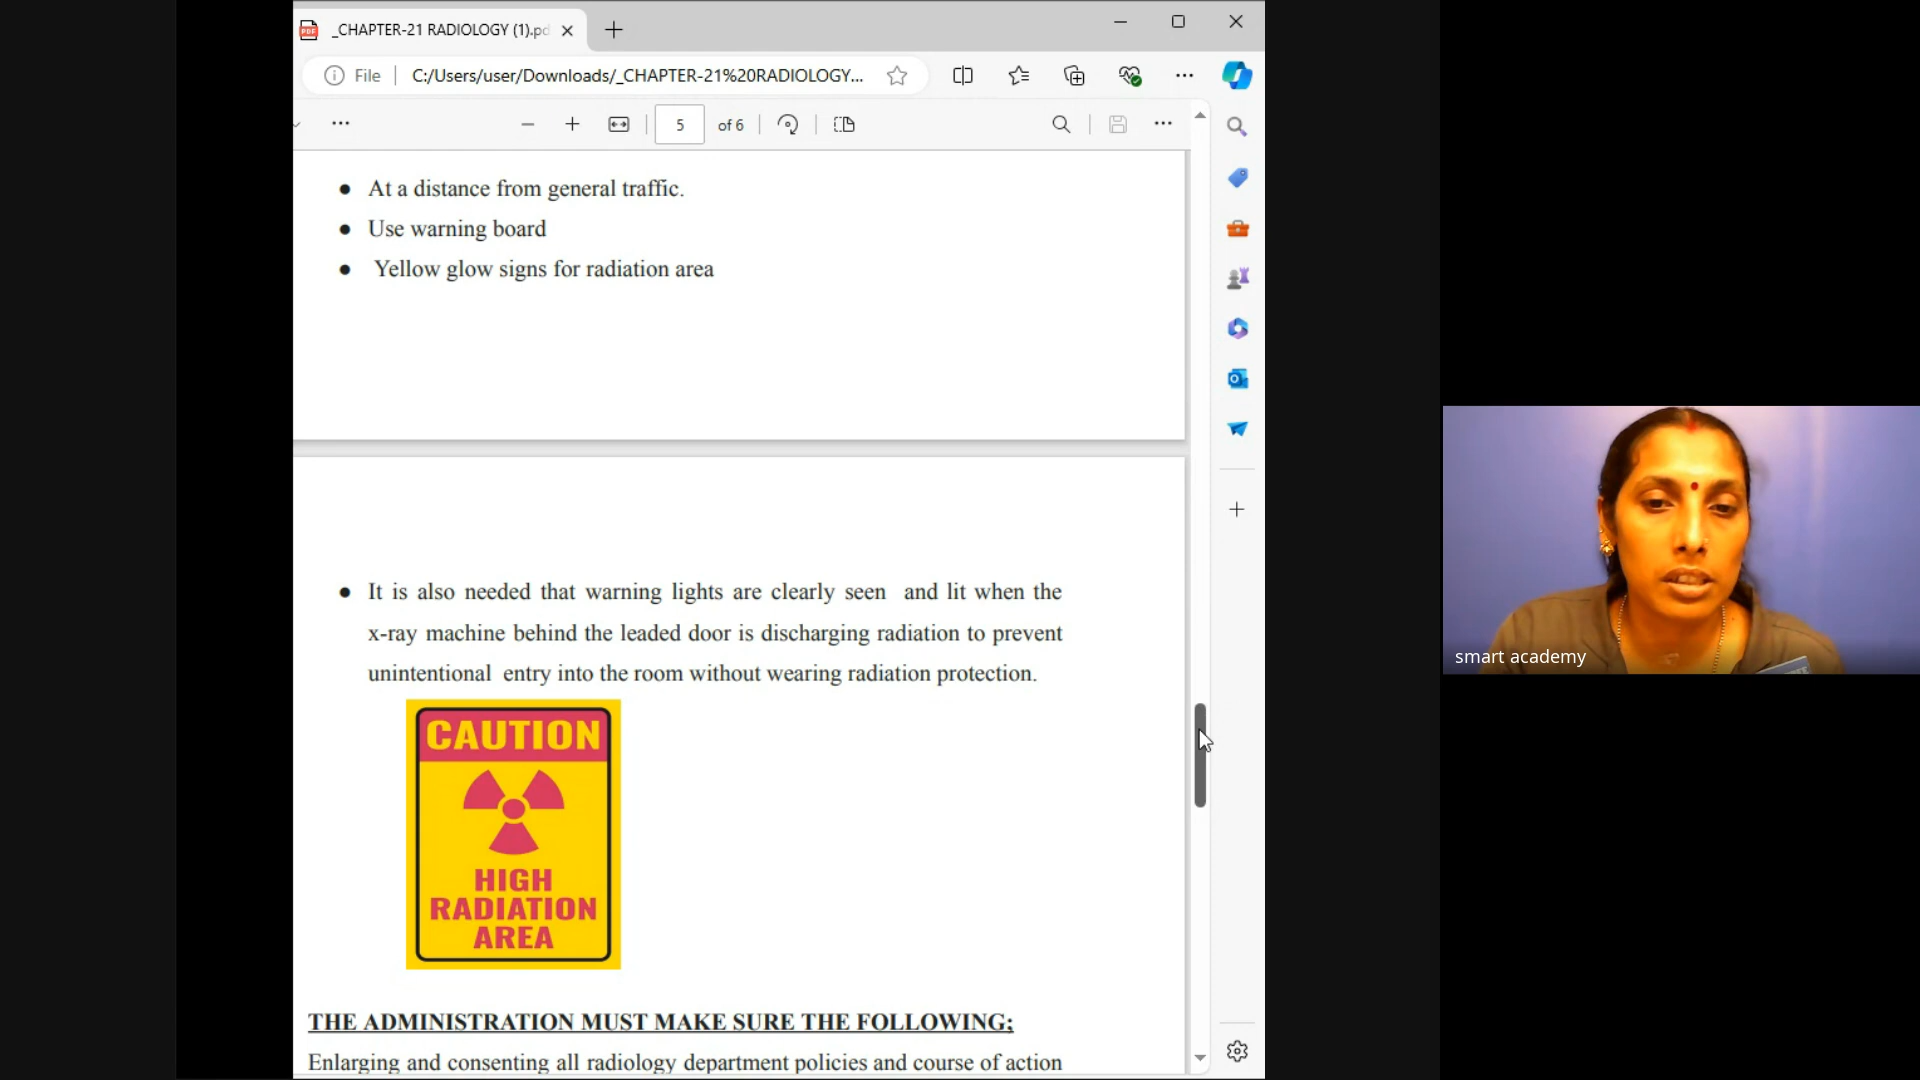 _CHAPTER-21 RADIOLOGY (1).pd
File
C:/Users/user/Downloads/_CHAPTER-21%20RADIOLOGY...
5 of 6
● At a distance from general traffic.
● Use warning board
● Yellow glow signs for radiation area
● It is also needed that warning lights are clearly seen and lit when the
x-ray machine behind the leaded door is discharging radiation to prevent
unintentional entry into the room without wearing radiation protection.
CAUTION
HIGH
RADIATION
AREA
THE ADMINISTRATION MUST MAKE SURE THE FOLLOWING;
Enlarging and consenting all radiology department policies and course of action
smart academy